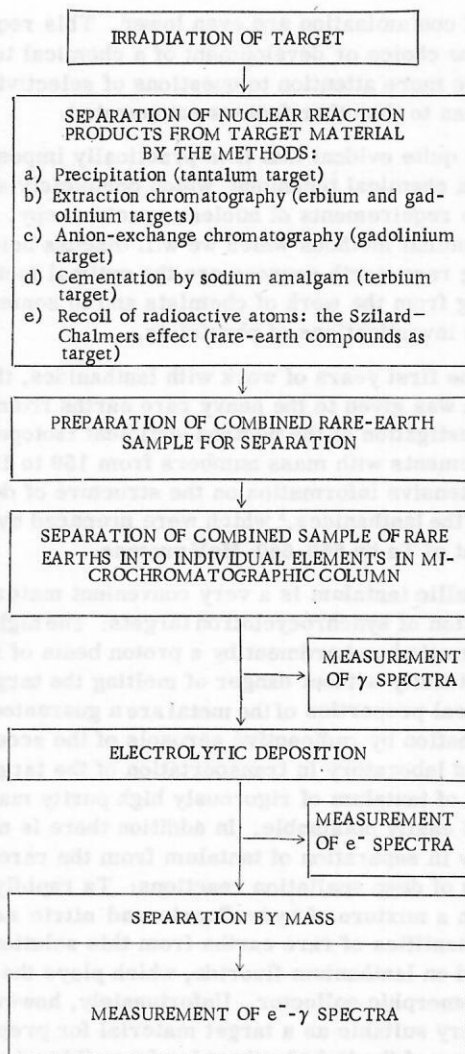 IRRADIATION OF TARGET
SEPARATION OF NUCLEAR REACTION
PRODUCTS FROM TARGET MATERIAL
BY THE METHODS:
a) Precipitation (tantalum target)
b) Extraction chromatography (erbium and gad-
olinium targets)
c) Anion-exchange chromatography (gadolinium
target)
d) Cementation by sodium amalgam (terbium
target)
e) Recoil of radioactive atoms: the Szilard—
Chalmers effect (rare-earth compounds as
target)
PREPARATION OF COMBINED RARE-EARTH
SAMPLE FOR SEPARATION
SEPARATION OF COMBINED SAMPLE OF RARE
EARTHS INTO INDIVIDUAL ELEMENTS IN MI-
CROCHROMATOGRAPHIC COLUMN
MEASUREMENT
OF γ SPECTRA
ELECTROLYTIC DEPOSITION
MEASUREMENT
OF e⁻ SPECTRA
SEPARATION BY MASS
MEASUREMENT OF e⁻-γ SPECTRA